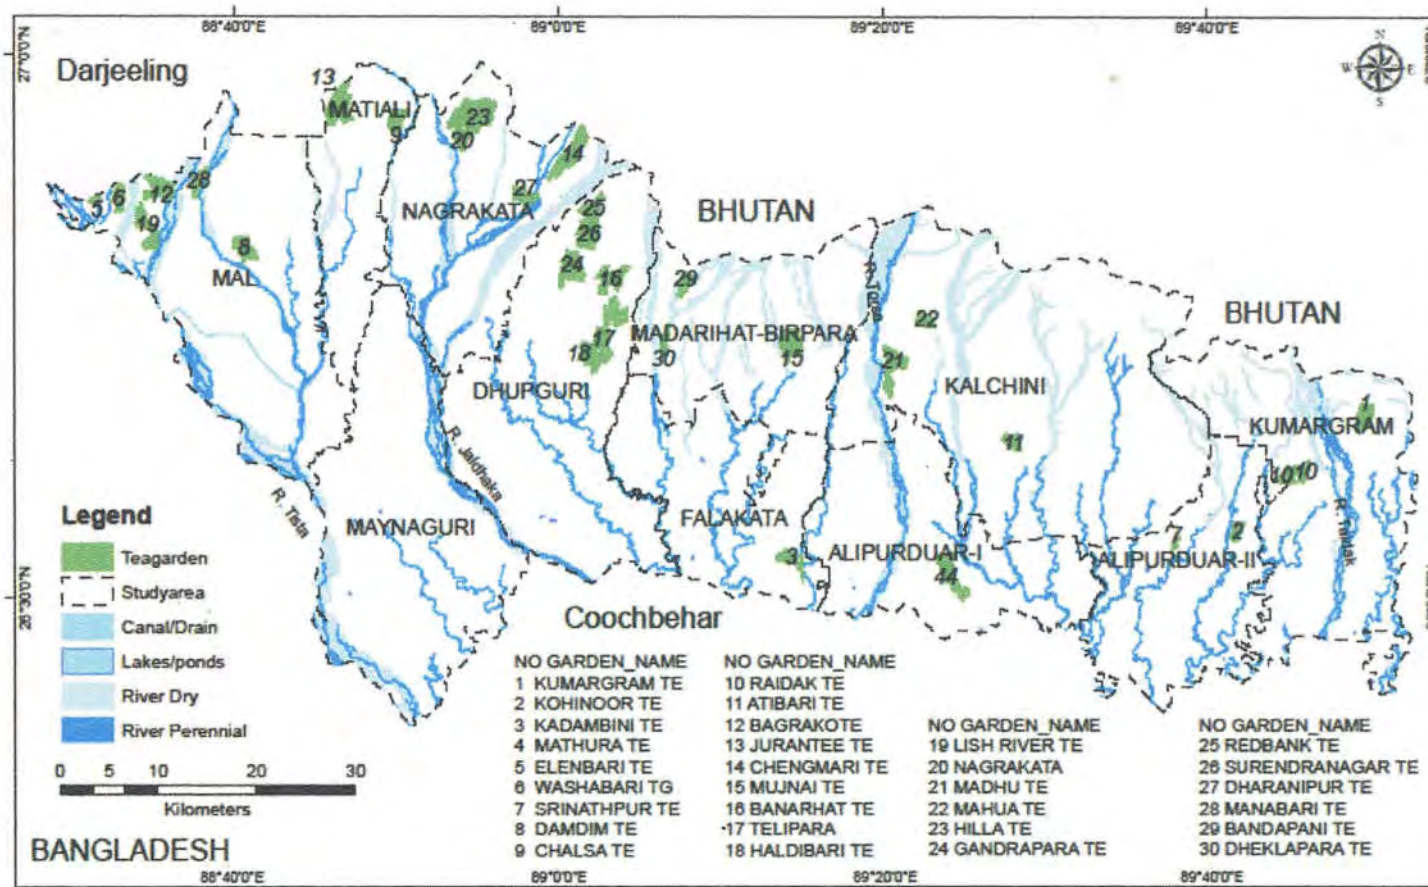 88°40'0"E 89°0'0"E 89°20'0"E 89°40'0"E
27°0'0"N
Darjeeling
N
W E
S
13
MATIALI
9
23
20
14
7
28
12
6
5
19
27
NAGRAKATA
25
26
BHUTAN
8
MAL
24
16
29
R. Torsa
22
BHUTAN
17
18
MADARIHAT-BIRPARA
30
15
21
KALCHINI
DHUPGURI
1
KUMARGRAM
11
10 10
R. Jaldhaka
R. Tista
MAYNAGURI
FALAKATA
3
ALIPURDUAR-I
44
7
2
ALIPURDUAR-II
R. Raidak
26°30'0"N
Legend
Teagarden
Studyarea
Canal/Drain
Lakes/ponds
River Dry
River Perennial
0 5 10 20 30
Kilometers
BANGLADESH
Coochbehar
NO GARDEN_NAME
1 KUMARGRAM TE
2 KOHINOOR TE
3 KADAMBINI TE
4 MATHURA TE
5 ELENBARI TE
6 WASHABARI TG
7 SRINATHPUR TE
8 DAMDIM TE
9 CHALSA TE
NO GARDEN_NAME
10 RAIDAK TE
11 ATIBARI TE
12 BAGRAKOTE
13 JURANTEE TE
14 CHENGMARI TE
15 MUJNAI TE
16 BANARHAT TE
17 TELIPARA
18 HALDIBARI TE
NO GARDEN_NAME
19 LISH RIVER TE
20 NAGRAKATA
21 MADHU TE
22 MAHUA TE
23 HILLA TE
24 GANDRAPARA TE
NO GARDEN_NAME
25 REDBANK TE
26 SURENDRANAGAR TE
27 DHARANIPUR TE
28 MANABARI TE
29 BANDAPANI TE
30 DHEKLAPARA TE
88°40'0"E 89°0'0"E 89°20'0"E 89°40'0"E